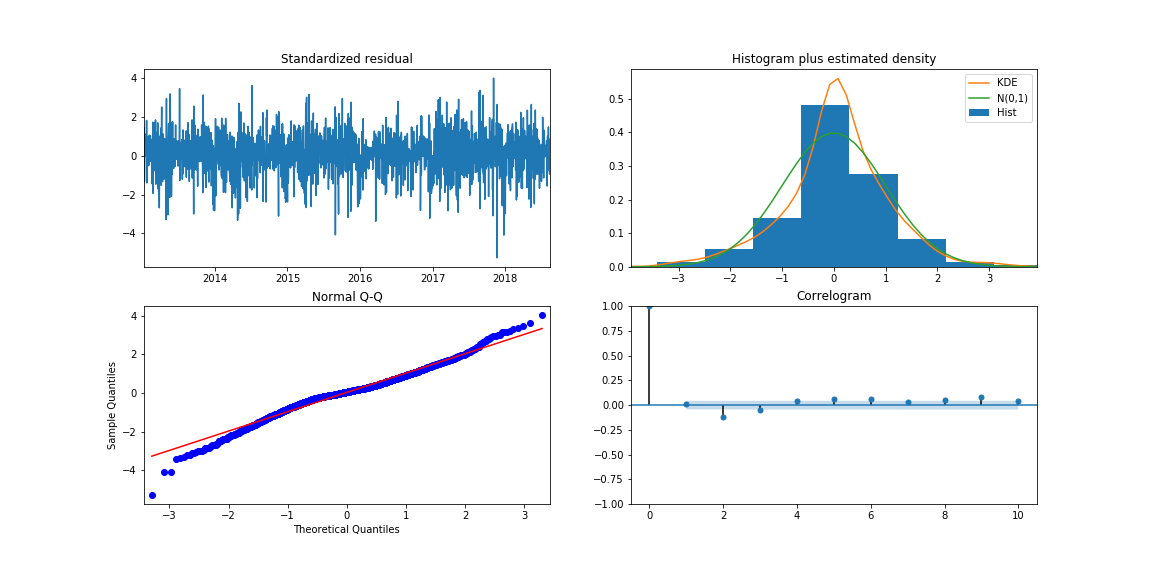 Standardized residual
4
2
0
−2
−4
2014 2015 2016 2017 2018
Histogram plus estimated density
KDE
N(0,1)
Hist
0.5
0.4
0.3
0.2
0.1
0.0
−3 −2 −1 0 1 2 3
Normal Q-Q
Sample Quantiles
4
2
0
−2
−4
−3 −2 −1 0 1 2 3
Theoretical Quantiles
Correlogram
1.00
0.75
0.50
0.25
0.00
−0.25
−0.50
−0.75
−1.00
0 2 4 6 8 10